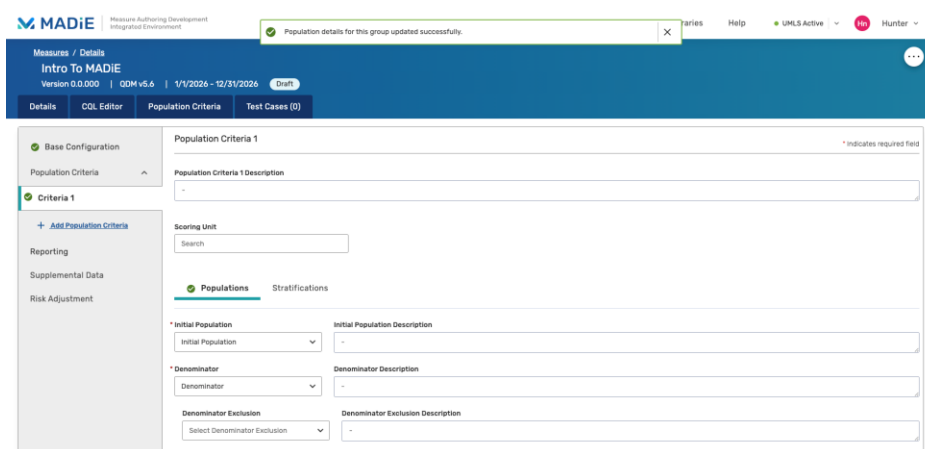 MADiE
Measure Authoring Development
Integrated Environment
Population details for this group updated successfully.
raries
Help
UMLS Active
Hn
Hunter
Measures / Details
Intro To MADiE
Version 0.0.000 | QDM v5.6 | 1/1/2026 - 12/31/2026 Draft
Details
CQL Editor
Population Criteria
Test Cases (0)
Base Configuration
Population Criteria
Criteria 1
+ Add Population Criteria
Reporting
Supplemental Data
Risk Adjustment
Population Criteria 1
* Indicates required field
Population Criteria 1 Description
-
Scoring Unit
Search
Populations
Stratifications
* Initial Population
Initial Population Description
Initial Population
-
* Denominator
Denominator Description
Denominator
-
Denominator Exclusion
Denominator Exclusion Description
Select Denominator Exclusion
-